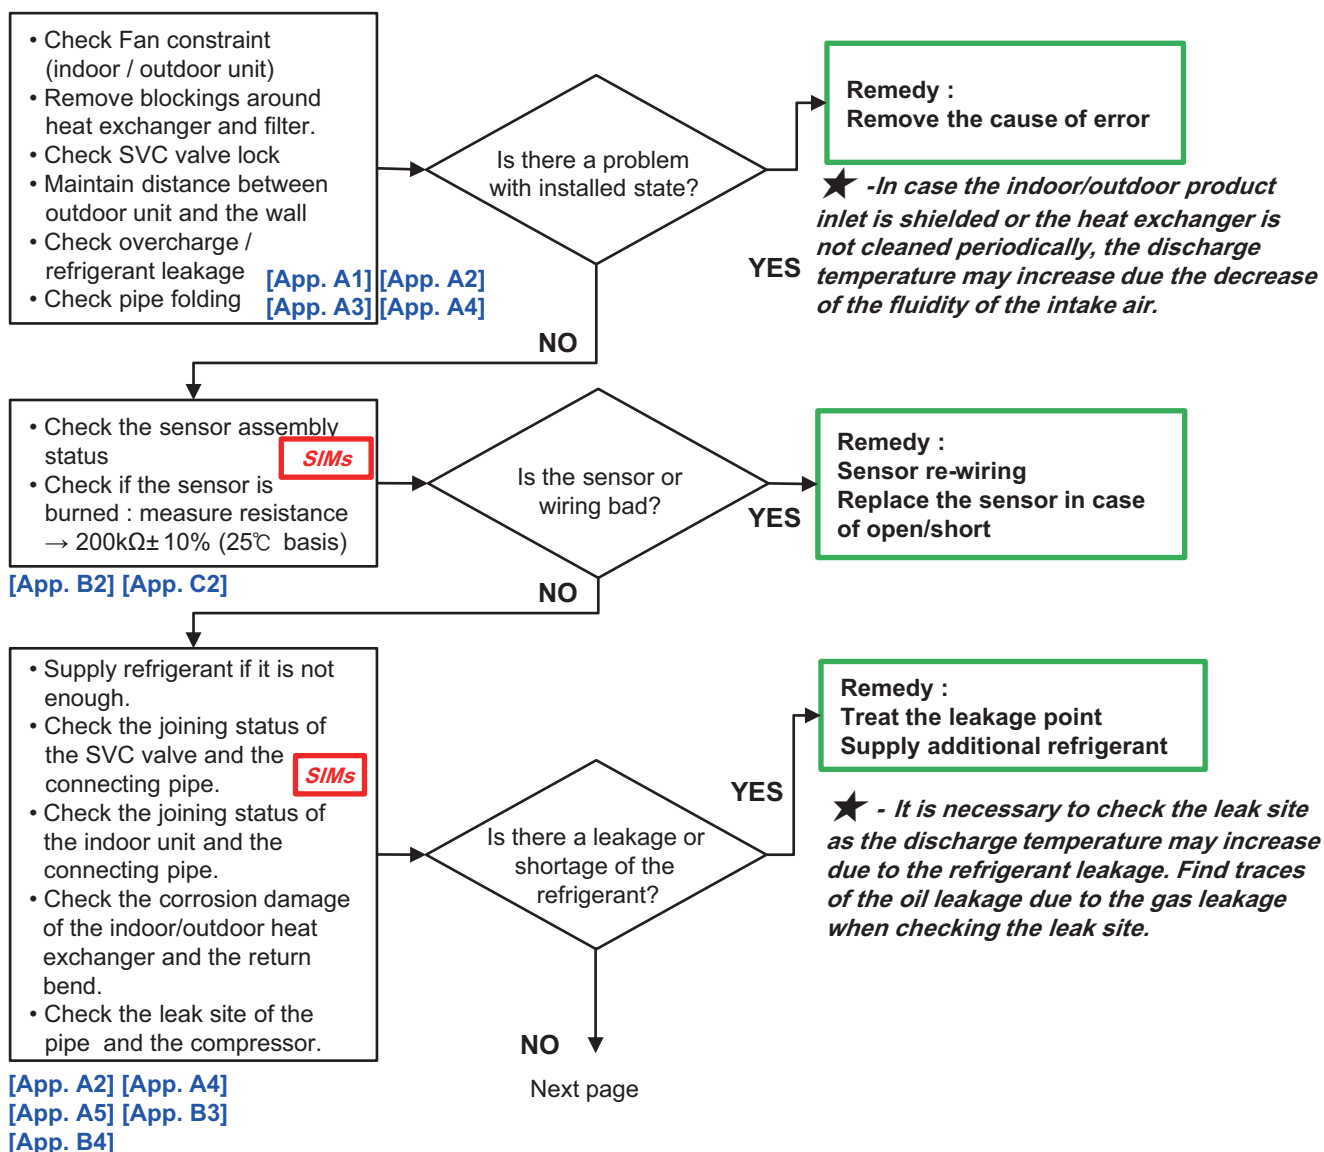 • Check Fan constraint
(indoor / outdoor unit)
• Remove blockings around
heat exchanger and filter.
• Check SVC valve lock
• Maintain distance between
outdoor unit and the wall
• Check overcharge /
refrigerant leakage
• Check pipe folding
[App. A1] [App. A2]
[App. A3] [App. A4]
Is there a problem
with installed state?
YES
NO
Remedy :
Remove the cause of error
★ -In case the indoor/outdoor product
inlet is shielded or the heat exchanger is
not cleaned periodically, the discharge
temperature may increase due the decrease
of the fluidity of the intake air.
• Check the sensor assembly
status
SIMs
• Check if the sensor is
burned : measure resistance
→ 200kΩ± 10% (25℃ basis)
[App. B2] [App. C2]
Is the sensor or
wiring bad?
YES
NO
Remedy :
Sensor re-wiring
Replace the sensor in case
of open/short
• Supply refrigerant if it is not
enough.
• Check the joining status of
the SVC valve and the
connecting pipe.
SIMs
• Check the joining status of
the indoor unit and the
connecting pipe.
• Check the corrosion damage
of the indoor/outdoor heat
exchanger and the return
bend.
• Check the leak site of the
pipe and the compressor.
[App. A2] [App. A4]
[App. A5] [App. B3]
[App. B4]
Is there a leakage or
shortage of the
refrigerant?
YES
NO
Next page
Remedy :
Treat the leakage point
Supply additional refrigerant
★ - It is necessary to check the leak site
as the discharge temperature may increase
due to the refrigerant leakage. Find traces
of the oil leakage due to the gas leakage
when checking the leak site.